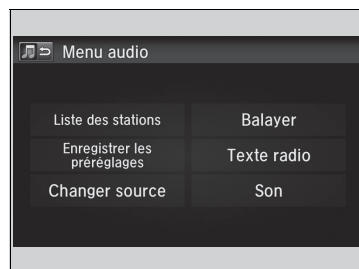 Menu audio
Liste des stations
Balayer
Enregistrer les
préréglages
Texte radio
Changer source
Son